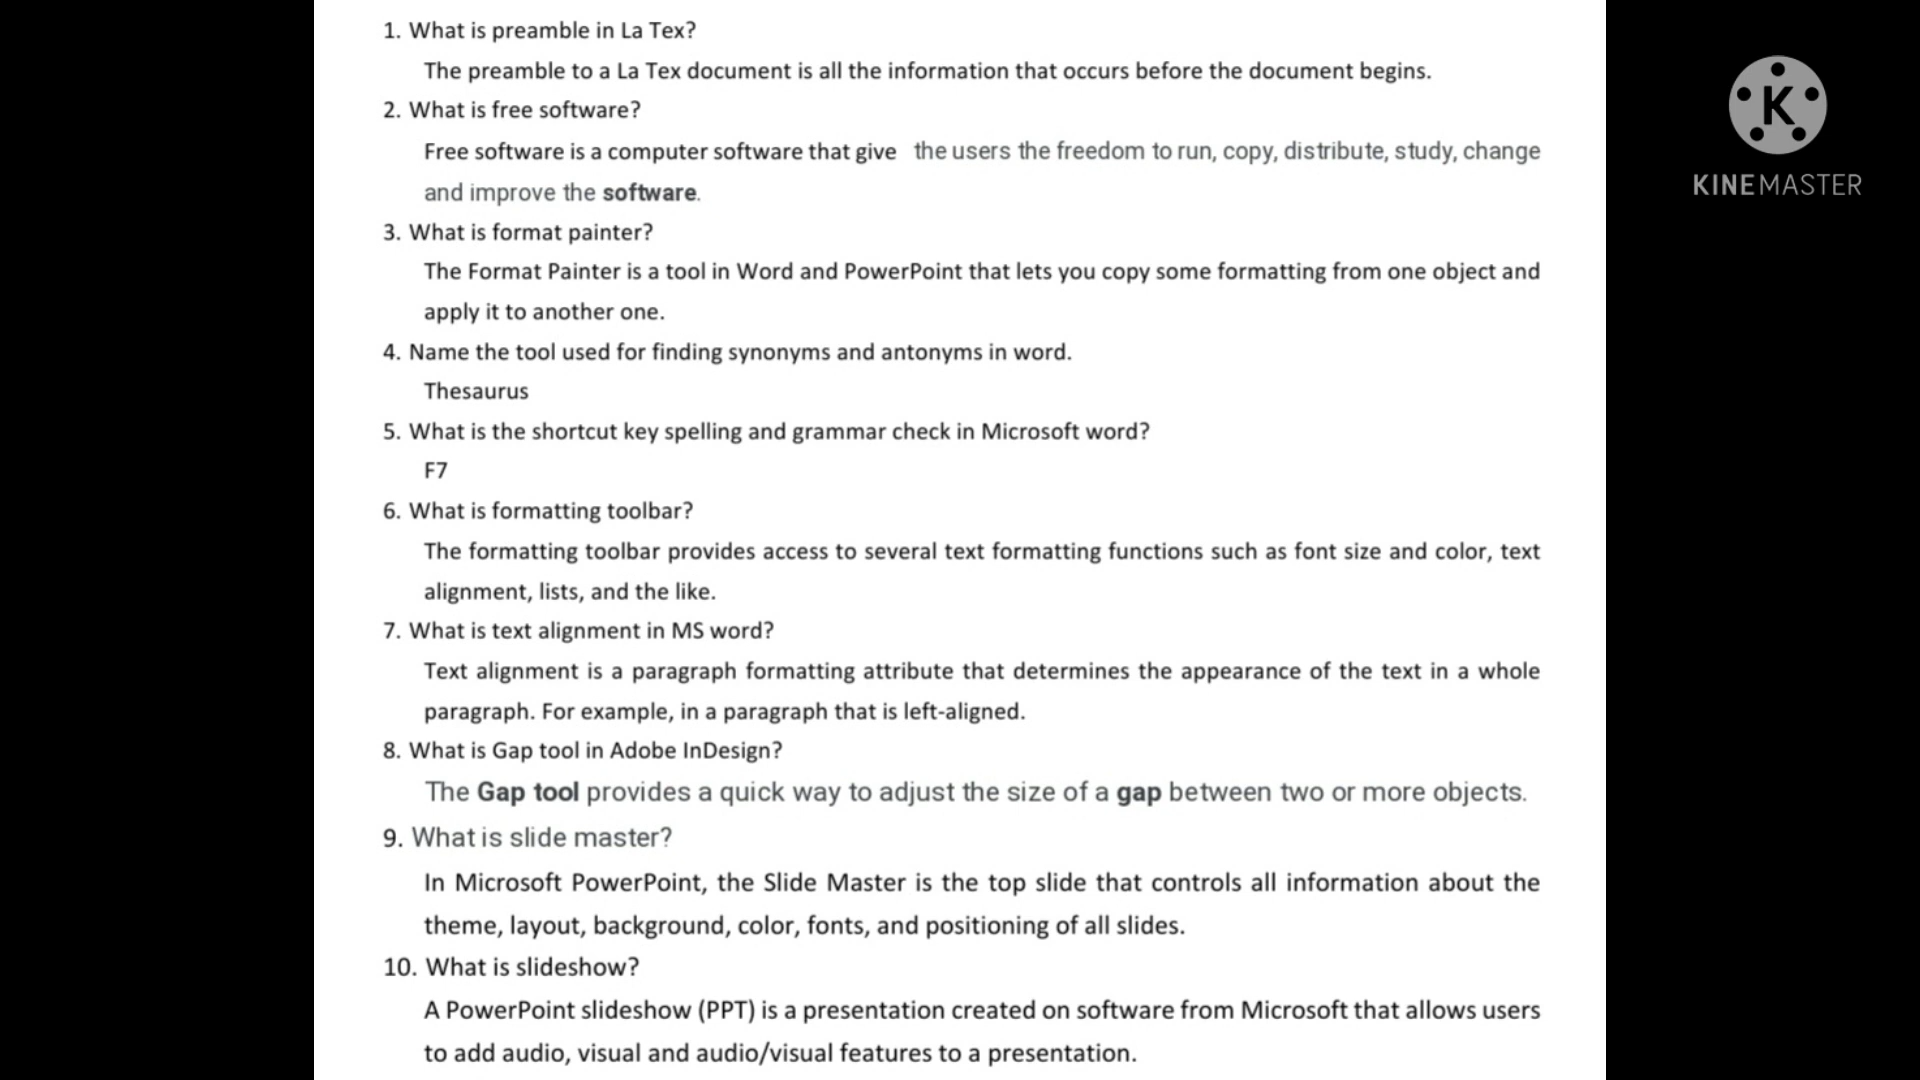 1. What is preamble in La Tex?
The preamble to a La Tex document is all the information that occurs before the document begins.
2. What is free software?
Free software is a computer software that give the users the freedom to run, copy, distribute, study, change
and improve the software.
3. What is format painter?
The Format Painter is a tool in Word and PowerPoint that lets you copy some formatting from one object and
apply it to another one.
4. Name the tool used for finding synonyms and antonyms in word.
Thesaurus
5. What is the shortcut key spelling and grammar check in Microsoft word?
F7
6. What is formatting toolbar?
The formatting toolbar provides access to several text formatting functions such as font size and color, text
alignment, lists, and the like.
7. What is text alignment in MS word?
Text alignment is a paragraph formatting attribute that determines the appearance of the text in a whole
paragraph. For example, in a paragraph that is left-aligned.
8. What is Gap tool in Adobe InDesign?
The Gap tool provides a quick way to adjust the size of a gap between two or more objects.
9. What is slide master?
In Microsoft PowerPoint, the Slide Master is the top slide that controls all information about the
theme, layout, background, color, fonts, and positioning of all slides.
10. What is slideshow?
A PowerPoint slideshow (PPT) is a presentation created on software from Microsoft that allows users
to add audio, visual and audio/visual features to a presentation.
K
KINEMASTER